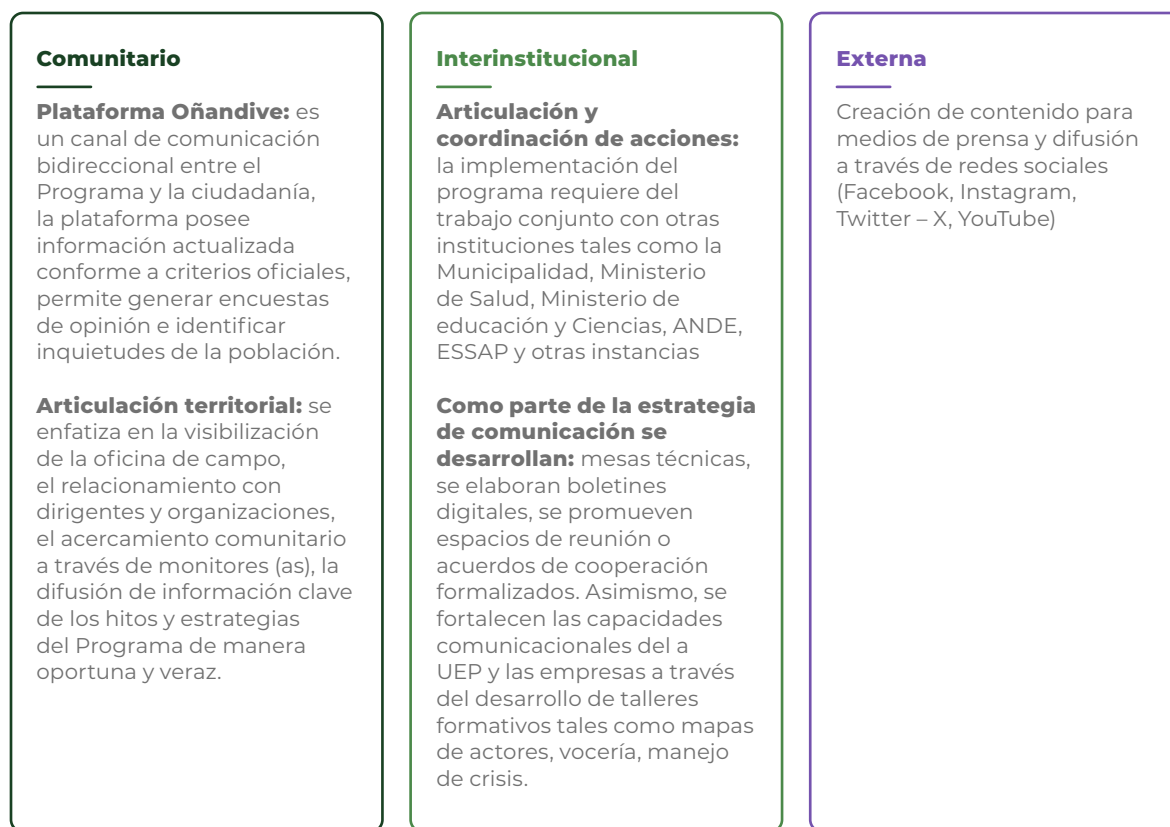 Comunitario
Plataforma Oñandive: es
un canal de comunicación
bidireccional entre el
Programa y la ciudadanía,
la plataforma posee
información actualizada
conforme a criterios oficiales,
permite generar encuestas
de opinión e identificar
inquietudes de la población.
Articulación territorial: se
enfatiza en la visibilización
de la oficina de campo,
el relacionamiento con
dirigentes y organizaciones,
el acercamiento comunitario
a través de monitores (as), la
difusión de información clave
de los hitos y estrategias
del Programa de manera
oportuna y veraz.
Interinstitucional
Articulación y
coordinación de acciones:
la implementación del
programa requiere del
trabajo conjunto con otras
instituciones tales como la
Municipalidad, Ministerio
de Salud, Ministerio de
educación y Ciencias, ANDE,
ESSAP y otras instancias
Como parte de la estrategia
de comunicación se
desarrollan: mesas técnicas,
se elaboran boletines
digitales, se promueven
espacios de reunión o
acuerdos de cooperación
formalizados. Asimismo, se
fortalecen las capacidades
comunicacionales del a
UEP y las empresas a través
del desarrollo de talleres
formativos tales como mapas
de actores, vocería, manejo
de crisis.
Externa
Creación de contenido para
medios de prensa y difusión
a través de redes sociales
(Facebook, Instagram,
Twitter – X, YouTube)